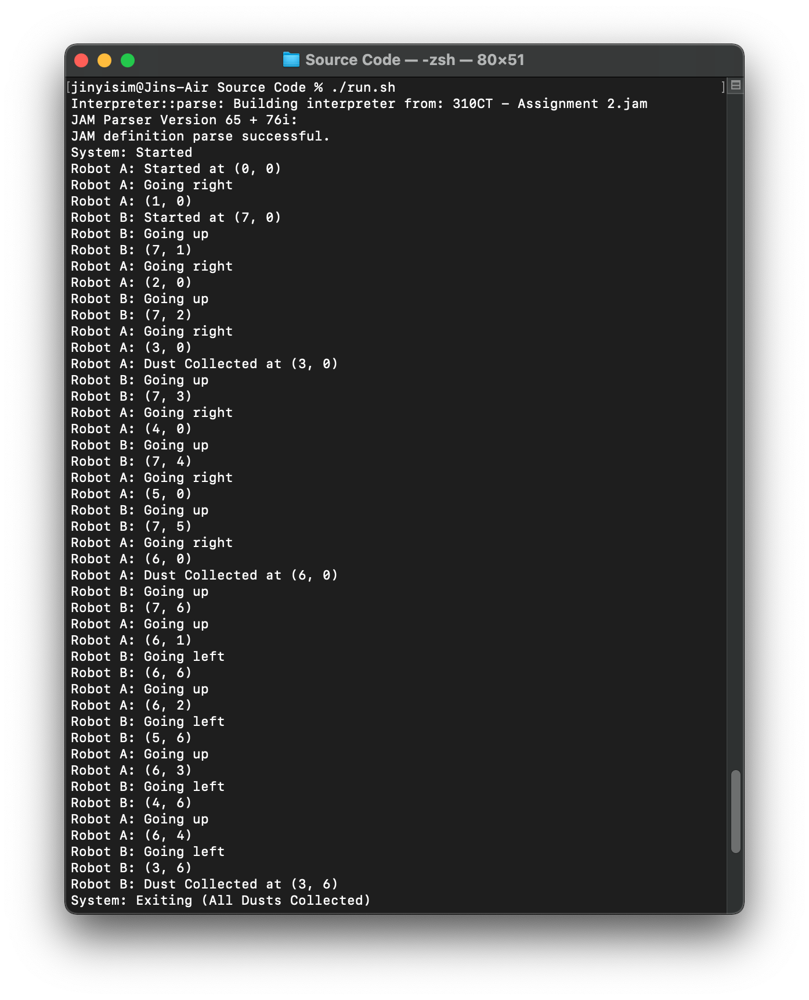 Source Code — -zsh — 80×51
jinyisim@Jins-Air Source Code % ./run.sh
Interpreter::parse: Building interpreter from: 310CT - Assignment 2.jam
JAM Parser Version 65 + 76i:
JAM definition parse successful.
System: Started
Robot A: Started at (0, 0)
Robot A: Going right
Robot A: (1, 0)
Robot B: Started at (7, 0)
Robot B: Going up
Robot B: (7, 1)
Robot A: Going right
Robot A: (2, 0)
Robot B: Going up
Robot B: (7, 2)
Robot A: Going right
Robot A: (3, 0)
Robot A: Dust Collected at (3, 0)
Robot B: Going up
Robot B: (7, 3)
Robot A: Going right
Robot A: (4, 0)
Robot B: Going up
Robot B: (7, 4)
Robot A: Going right
Robot A: (5, 0)
Robot B: Going up
Robot B: (7, 5)
Robot A: Going right
Robot A: (6, 0)
Robot A: Dust Collected at (6, 0)
Robot B: Going up
Robot B: (7, 6)
Robot A: Going up
Robot A: (6, 1)
Robot B: Going left
Robot B: (6, 6)
Robot A: Going up
Robot A: (6, 2)
Robot B: Going left
Robot B: (5, 6)
Robot A: Going up
Robot A: (6, 3)
Robot B: Going left
Robot B: (4, 6)
Robot A: Going up
Robot A: (6, 4)
Robot B: Going left
Robot B: (3, 6)
Robot B: Dust Collected at (3, 6)
System: Exiting (All Dusts Collected)